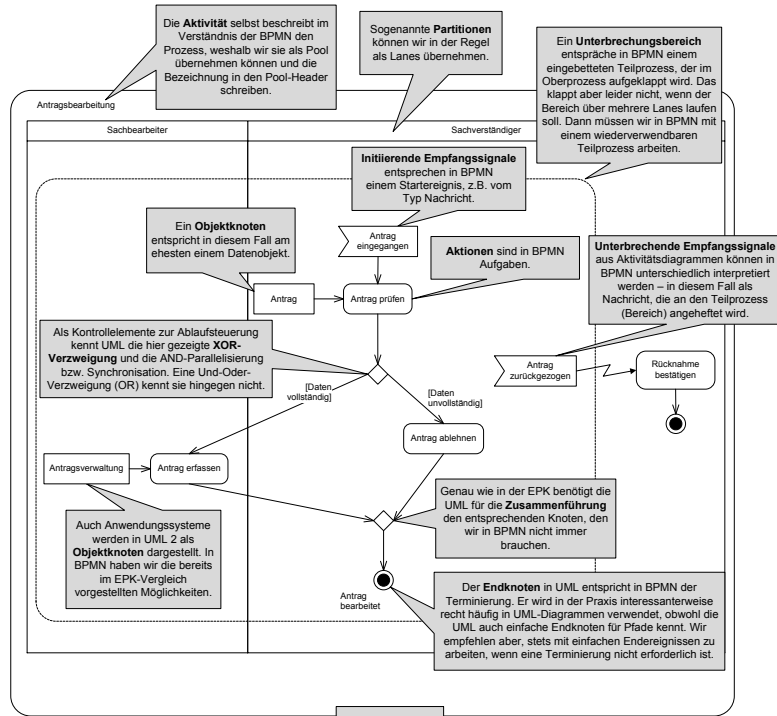 Die Aktivität selbst beschreibt im
Verständnis der BPMN den
Prozess, weshalb wir sie als Pool
übernehmen können und die
Bezeichnung in den Pool-Header
schreiben.
Sogenannte Partitionen
können wir in der Regel
als Lanes übernehmen.
Ein Unterbrechungsbereich
entspräche in BPMN einem
eingebetteten Teilprozess, der im
Oberprozess aufgeklappt wird. Das
klappt aber leider nicht, wenn der
Bereich über mehrere Lanes laufen
soll. Dann müssen wir in BPMN mit
einem wiederverwendbaren
Teilprozess arbeiten.
Antragsbearbeitung
Sachbearbeiter
Sachverständiger
Initiierende Empfangssignale
entsprechen in BPMN
einem Startereignis, z.B. vom
Typ Nachricht.
Ein Objektknoten
entspricht in diesem Fall am
ehesten einem Datenobjekt.
Antrag
eingegangen
Aktionen sind in BPMN
Aufgaben.
Unterbrechende Empfangssignale
aus Aktivitätsdiagrammen können in
BPMN unterschiedlich interpretiert
werden – in diesem Fall als
Nachricht, die an den Teilprozess
(Bereich) angeheftet wird.
Antrag
Antrag prüfen
Als Kontrollelemente zur Ablaufsteuerung
kennt UML die hier gezeigte XOR-
Verzweigung und die AND-Parallelisierung
bzw. Synchronisation. Eine Und-Oder-
Verzweigung (OR) kennt sie hingegen nicht.
Antrag
zurückgezogen
Rücknahme
bestätigen
[Daten
vollständig]
[Daten
unvollständig]
Antrag ablehnen
Antragsverwaltung
Antrag erfassen
Genau wie in der EPK benötigt die
UML für die Zusammenführung
den entsprechenden Knoten, den
wir in BPMN nicht immer
brauchen.
Auch Anwendungssysteme
werden in UML 2 als
Objektknoten dargestellt. In
BPMN haben wir die bereits
im EPK-Vergleich
vorgestellten Möglichkeiten.
Antrag
bearbeitet
Der Endknoten in UML entspricht in BPMN der
Terminierung. Er wird in der Praxis interessanterweise
recht häufig in UML-Diagrammen verwendet, obwohl die
UML auch einfache Endknoten für Pfade kennt. Wir
empfehlen aber, stets mit einfachen Endereignissen zu
arbeiten, wenn eine Terminierung nicht erforderlich ist.